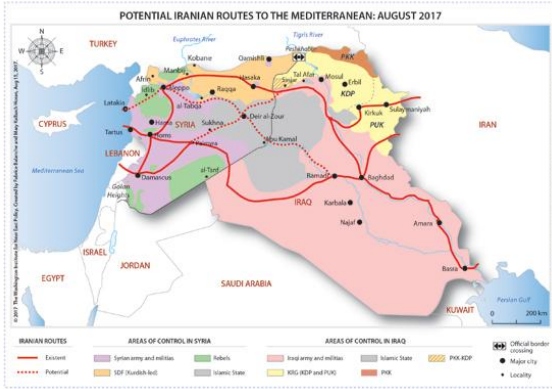 POTENTIAL IRANIAN ROUTES TO THE MEDITERRANEAN: AUGUST 2017
N
W
E
S
TURKEY
Euphrates River
Tigris River
Kobane
Qamishli
Peshkhabur
PKK
Manbij
Afrin
Hasaka
Sinjar
Tal Afar
Mosul
Erbil
KDP
Idlib
Aleppo
Raqqa
al-Tabqa
Kirkuk
Sulaymaniyah
Latakia
CYPRUS
Hama
SYRIA
Sukhna
Deir al-Zour
PUK
IRAN
Tartus
Homs
Palmyra
Abu Kamal
LEBANON
Mediterranean Sea
Damascus
al-Tanf
Ramadi
Baghdad
Golan
Heights
IRAQ
Karbala
Najaf
Amara
ISRAEL
JORDAN
Basra
EGYPT
SAUDI ARABIA
KUWAIT
Persian Gulf
0
200 km
IRANIAN ROUTES
Existent
Potential
AREAS OF CONTROL IN SYRIA
Syrian army and militias
Rebels
SDF (Kurdish-led)
Islamic State
AREAS OF CONTROL IN IRAQ
Iraqi army and militias
Islamic State
PKK-KDP
KRG (KDP and PUK)
PKK
Official border
crossing
Major city
Locality